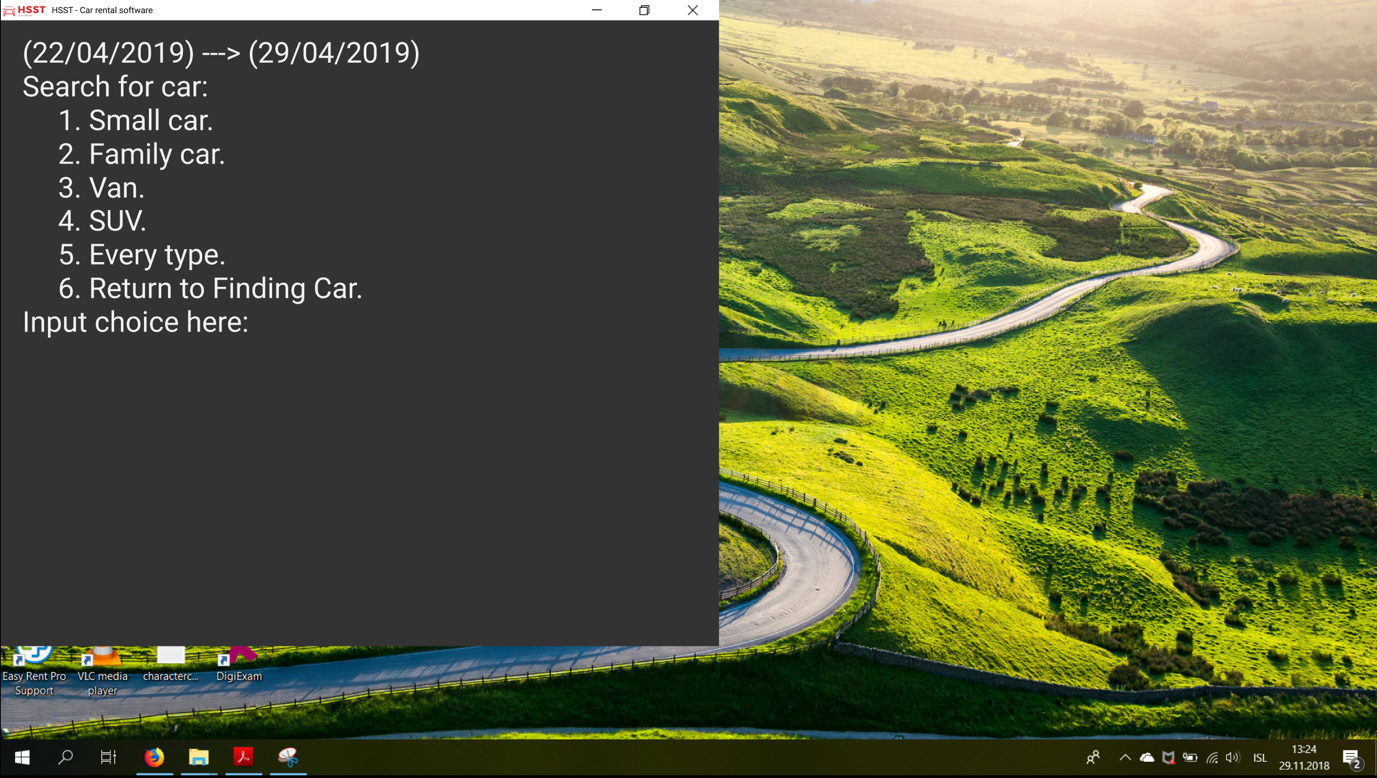 HSST HSST - Car rental software
(22/04/2019) ---> (29/04/2019)
Search for car:
1. Small car.
2. Family car.
3. Van.
4. SUV.
5. Every type.
6. Return to Finding Car.
Input choice here:
Easy Rent Pro Support
VLC media player
characterc...
DigiExam
ISL
13:24
29.11.2018
2